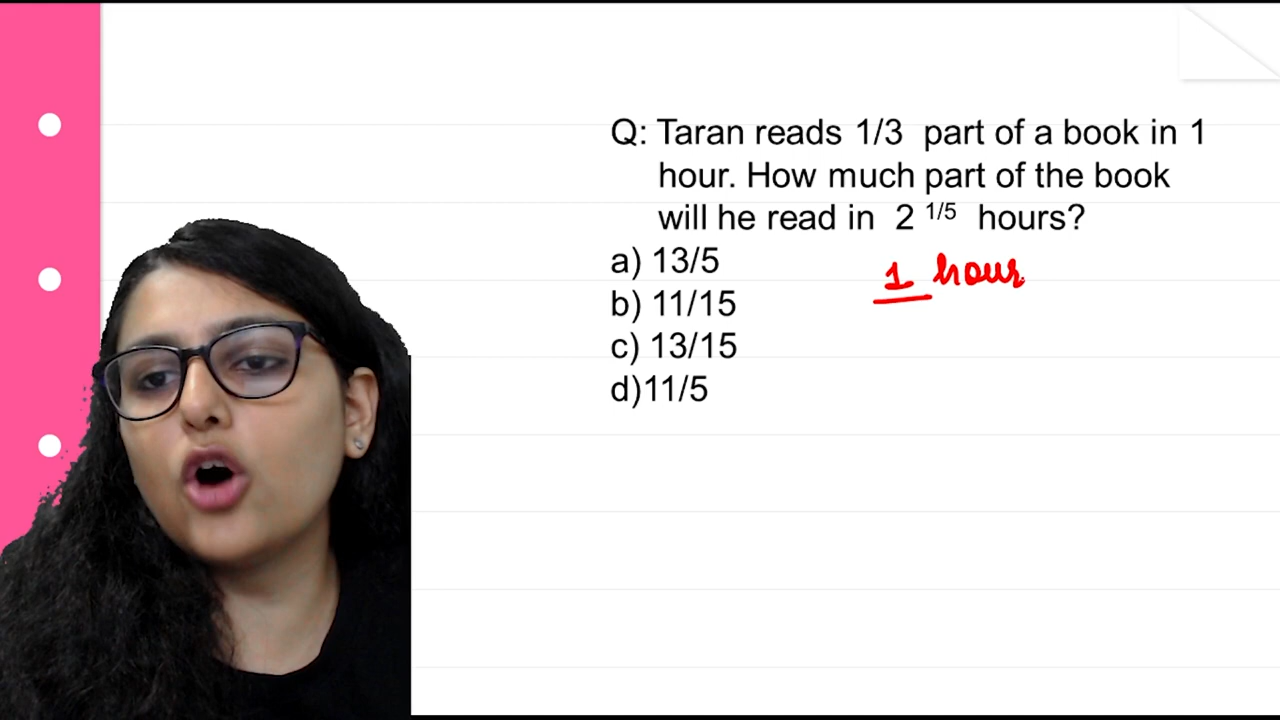 Q: Taran reads 1/3 part of a book in 1
hour. How much part of the book
will he read in 2 1/5 hours?
a) 13/5
1 hour
b) 11/15
c) 13/15
d)11/5